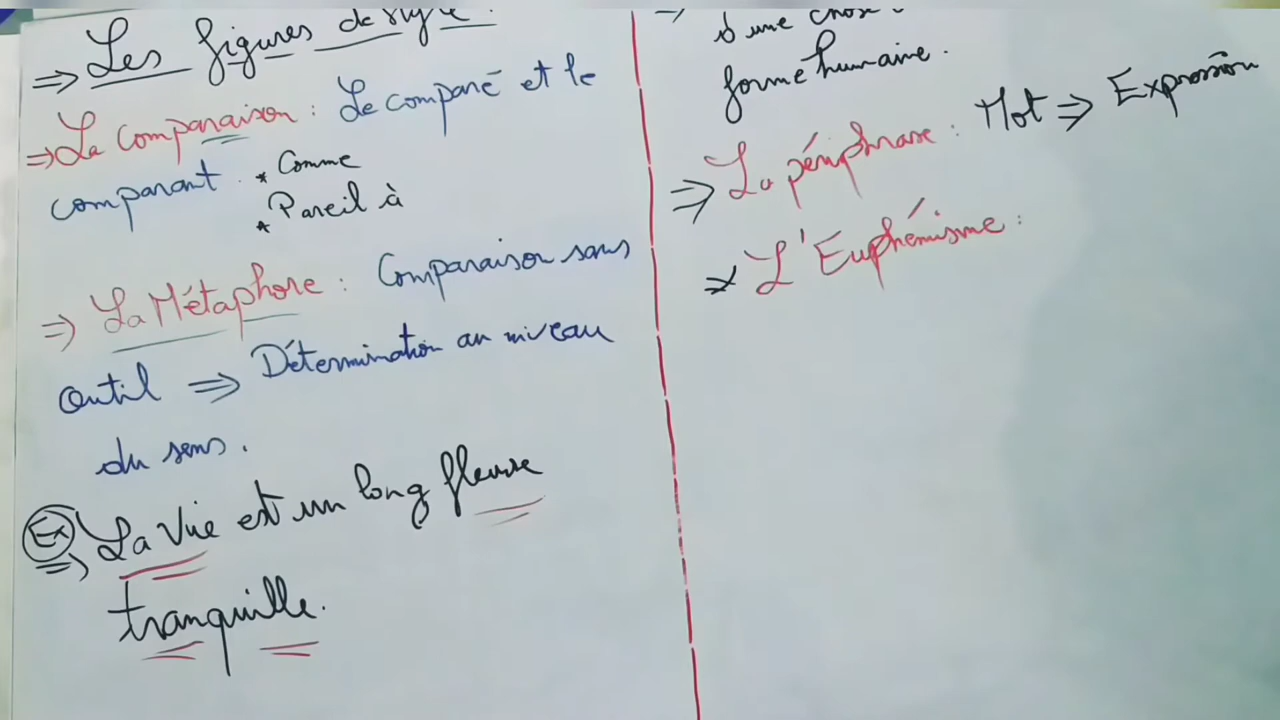 ⇒ Les figures de style.
⇒ La comparaison : Le comparé et le
comparant. * Comme
* Pareil à
⇒ La Métaphore : Comparaison sans
outil ⇒ Détermination au niveau
du sens.
Ex ⇒ La Vie est un long fleuve
tranquille.
d'une chose
forme humaine.
⇒ La périphrase : Mot ⇒ Expression
⇒ L'Euphémisme :